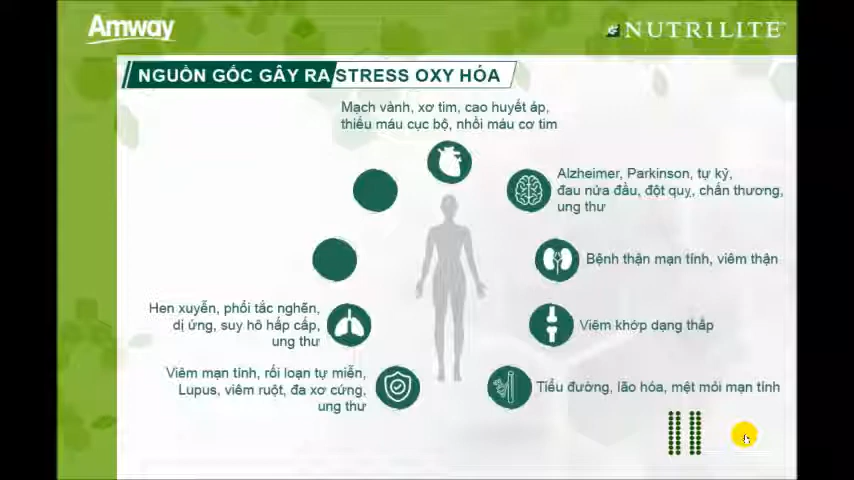 Amway
NUTRILITE
NGUỒN GỐC GÂY RA STRESS OXY HÓA
Mạch vành, xơ tim, cao huyết áp,
thiếu máu cục bộ, nhồi máu cơ tim
Alzheimer, Parkinson, tự kỷ,
đau nửa đầu, đột quỵ, chấn thương,
ung thư
Bệnh thận mạn tính, viêm thận
Hen xuyễn, phổi tắc nghẽn,
dị ứng, suy hô hấp cấp,
ung thư
Viêm khớp dạng thấp
Viêm mạn tính, rối loạn tự miễn,
Lupus, viêm ruột, đa xơ cứng,
ung thư
Tiểu đường, lão hóa, mệt mỏi mạn tính